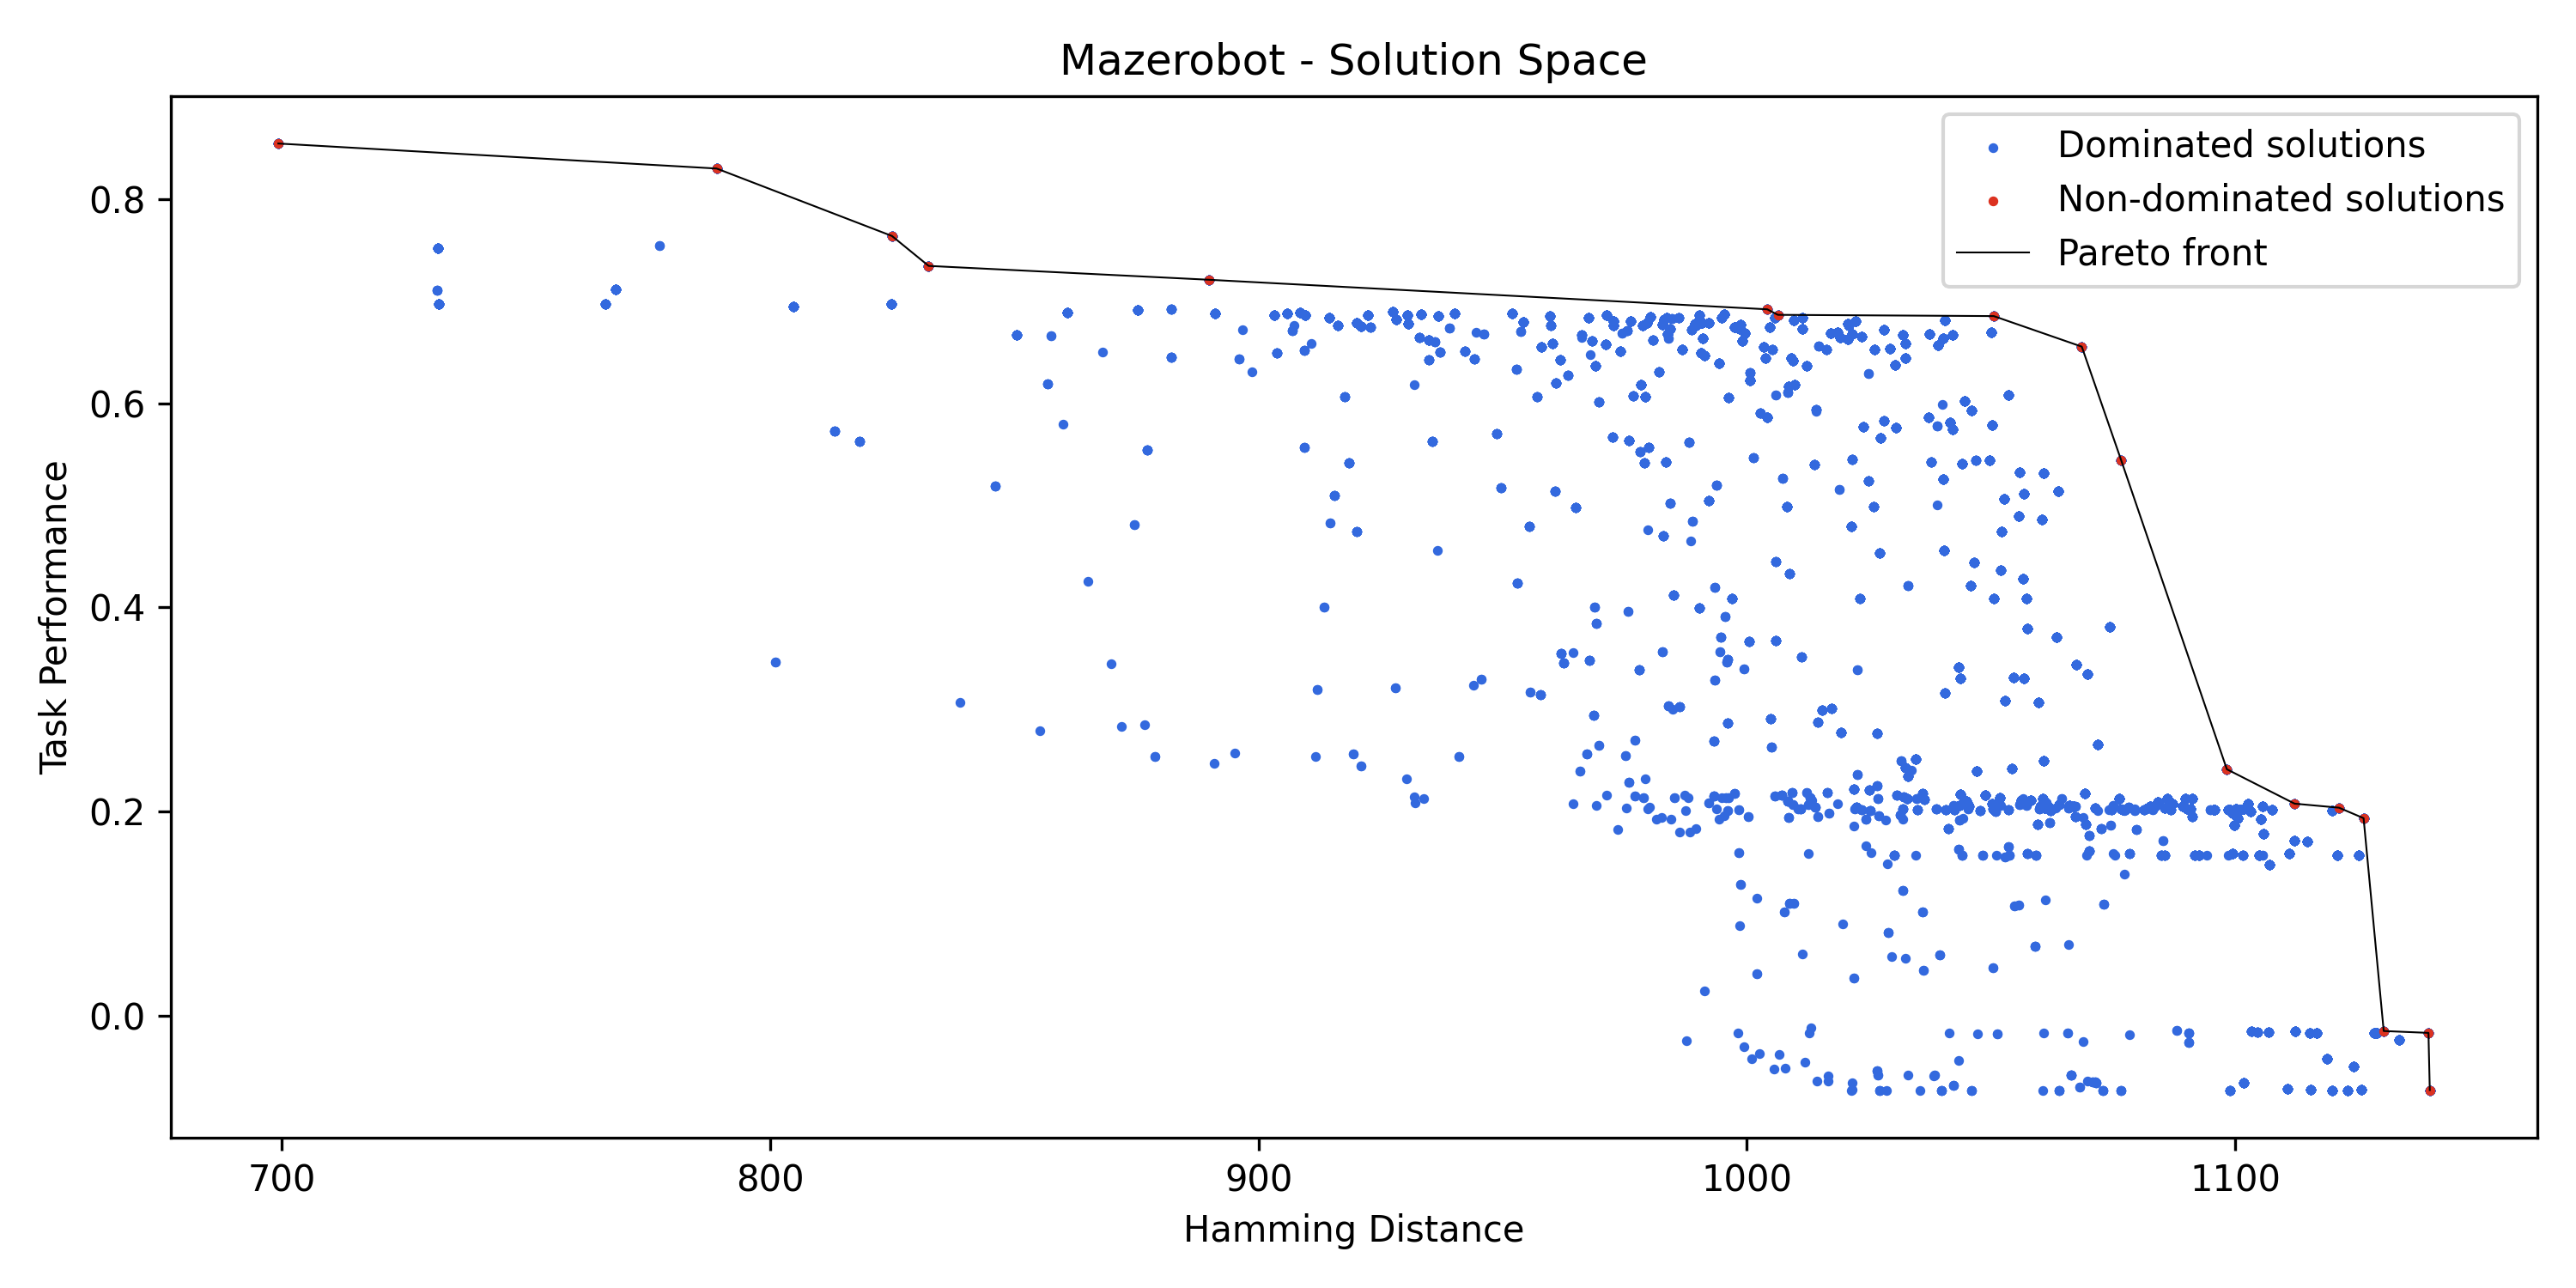 Mazerobot - Solution Space
Dominated solutions
Non-dominated solutions
Pareto front
Task Performance
0.8
0.6
0.4
0.2
0.0
700 800 900 1000 1100
Hamming Distance